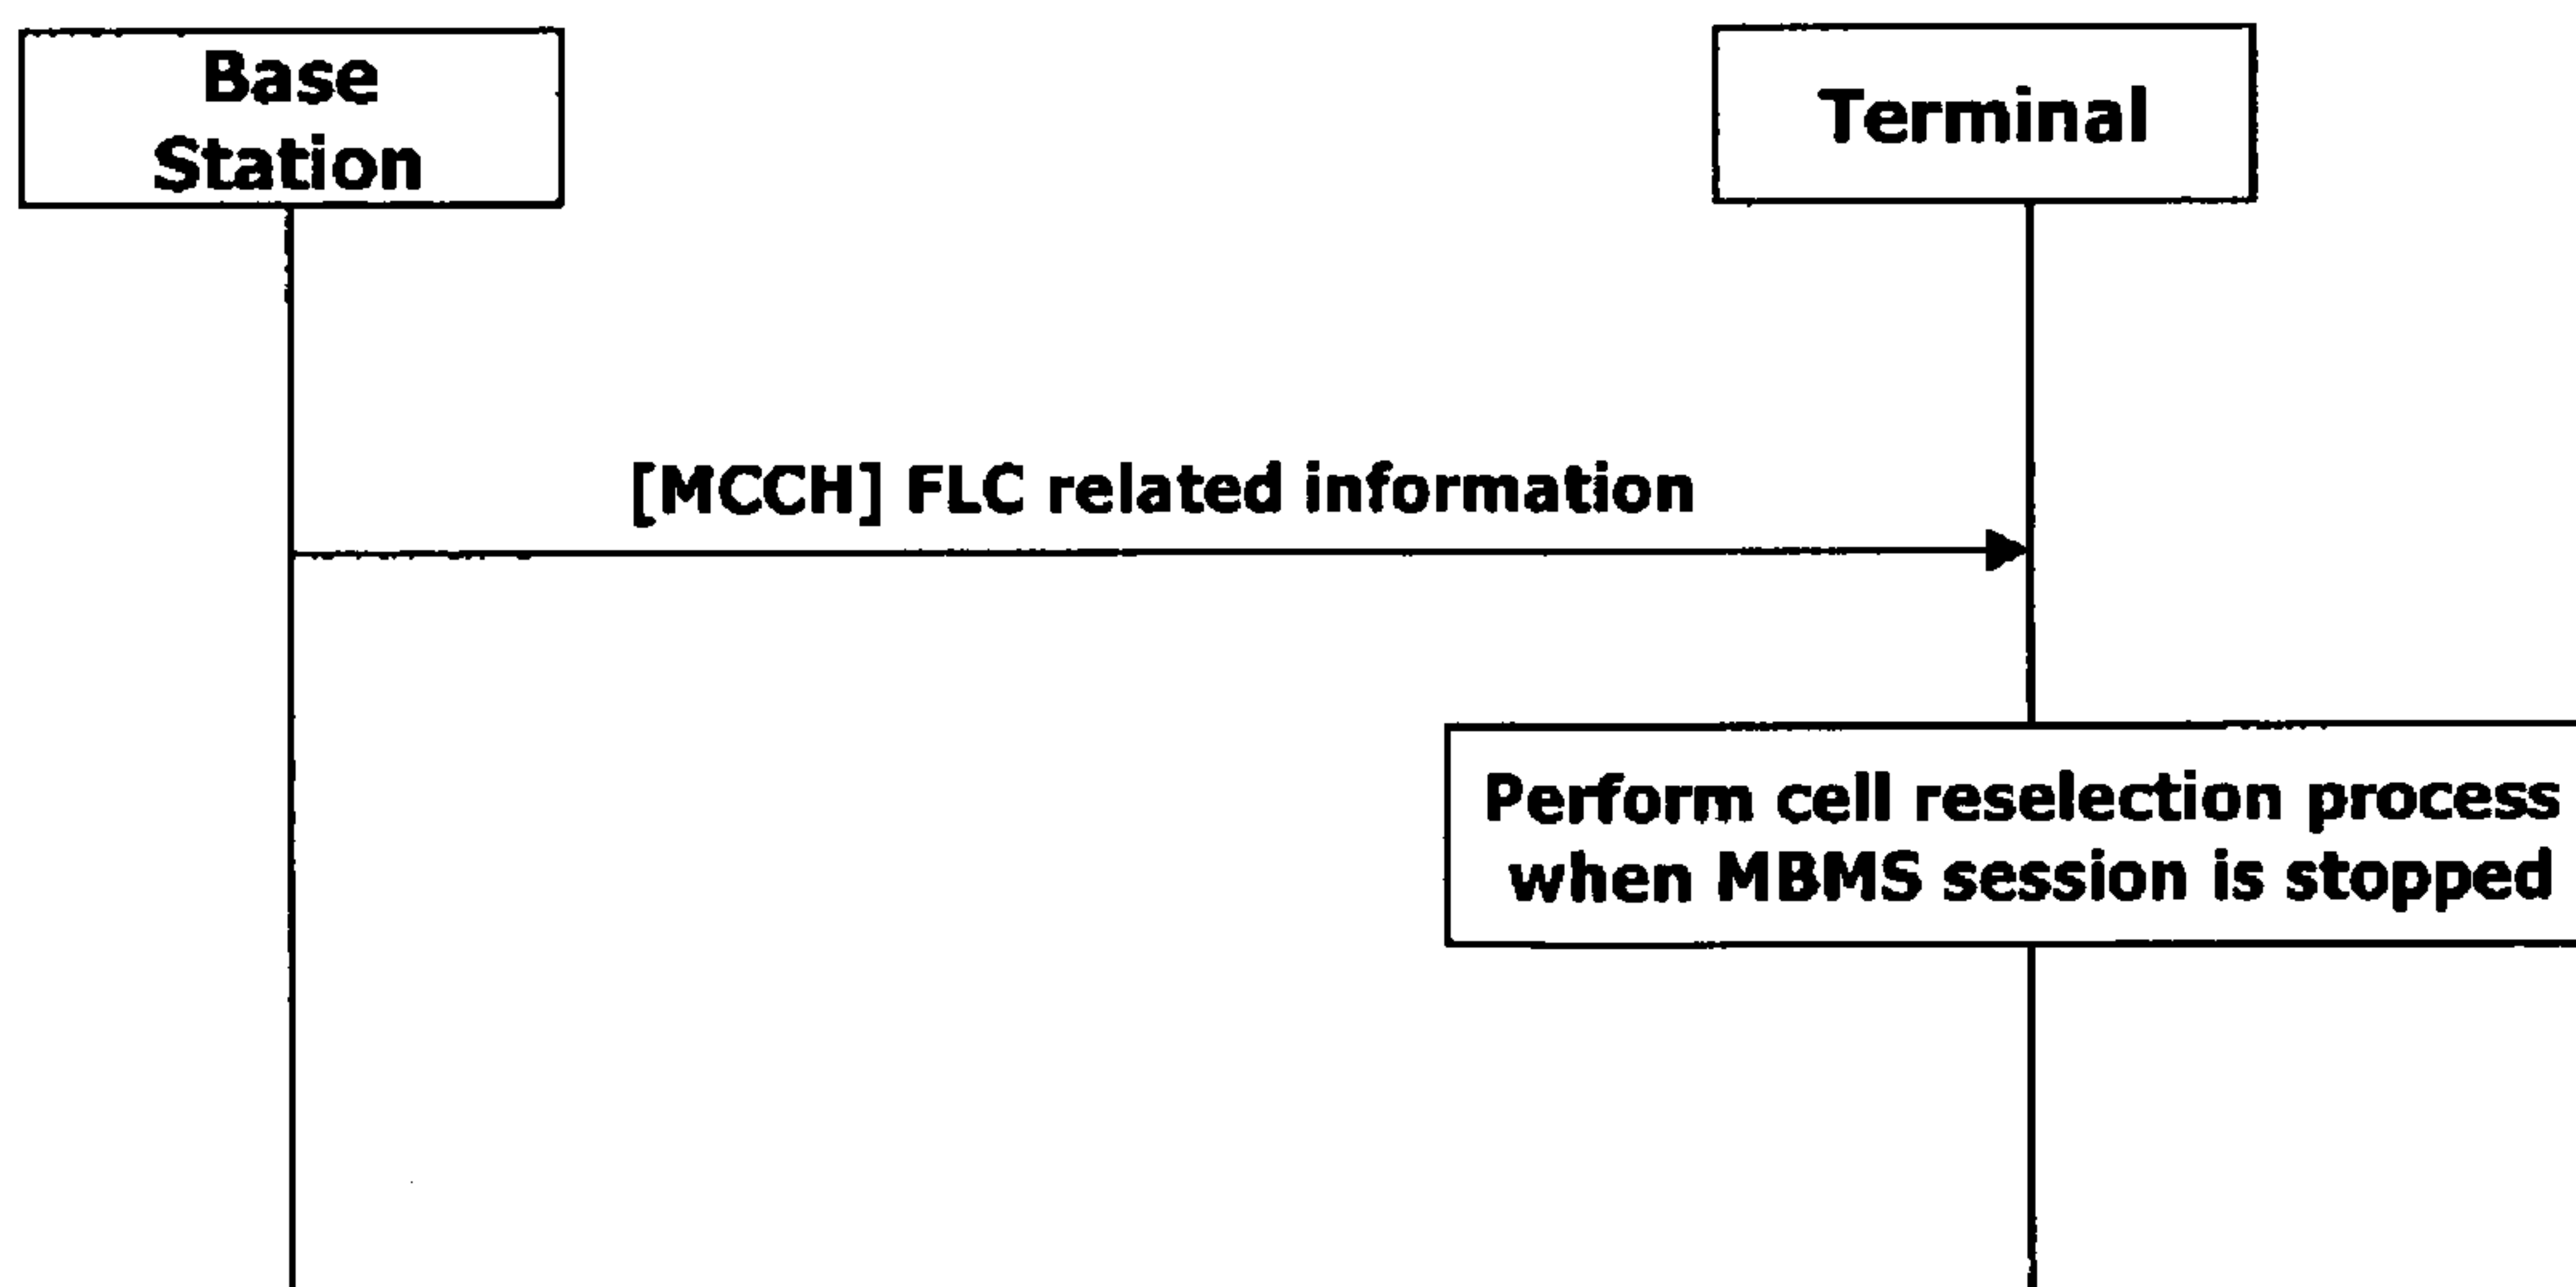 Base
Station
Terminal
[MCCH] FLC related information
Perform cell reselection process
when MBMS session is stopped